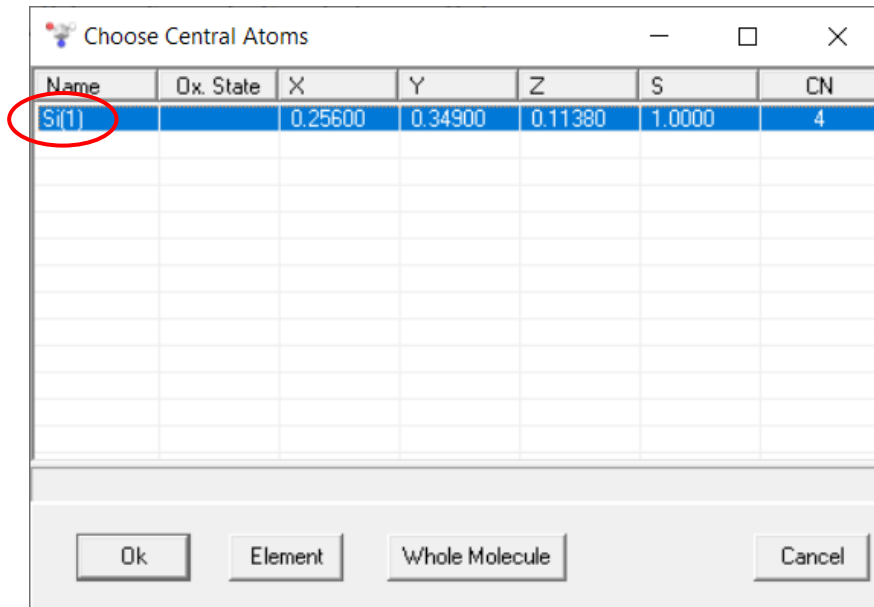 Choose Central Atoms
Name Ox. State X Y Z S CN
Si(1) 0.25600 0.34900 0.11380 1.0000 4
Ok Element Whole Molecule Cancel